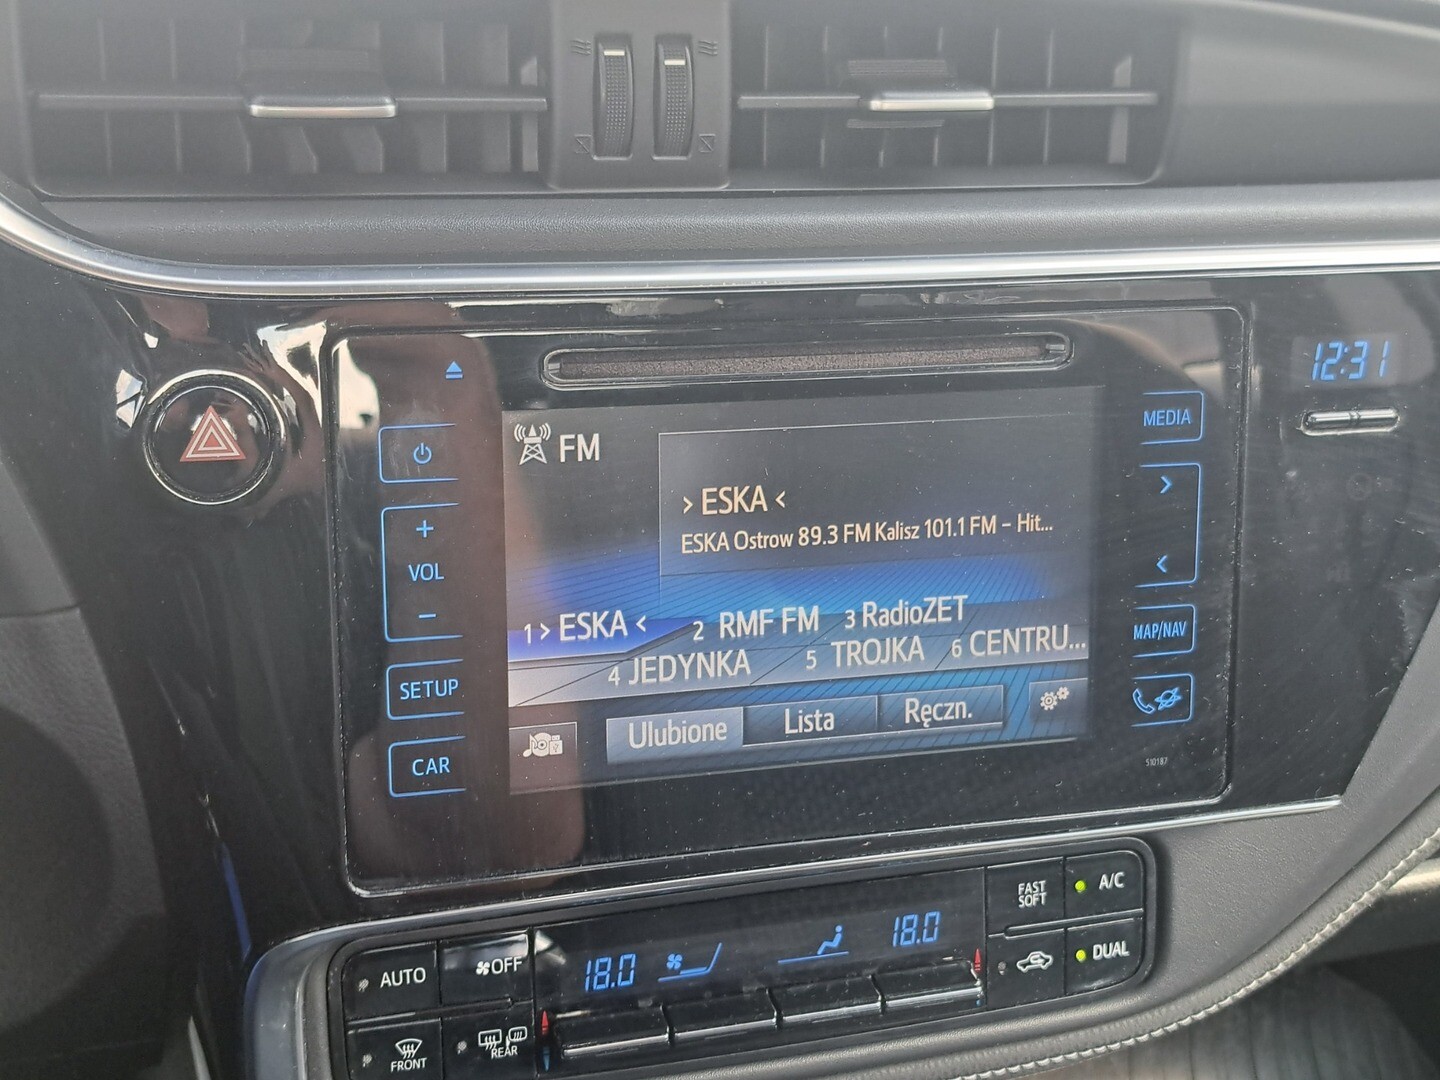 12:31
FM
MEDIA
> ESKA <
ESKA Ostrow 89.3 FM Kalisz 101.1 FM – Hit...
+
VOL
−
1 > ESKA <
2 RMF FM
3 RadioZET
4 JEDYNKA
5 TROJKA
6 CENTRU...
MAP/NAV
SETUP
Ulubione
Lista
Ręczn.
CAR
510187
FAST
SOFT
A/C
AUTO
OFF
18.0
18.0
DUAL
FRONT
REAR